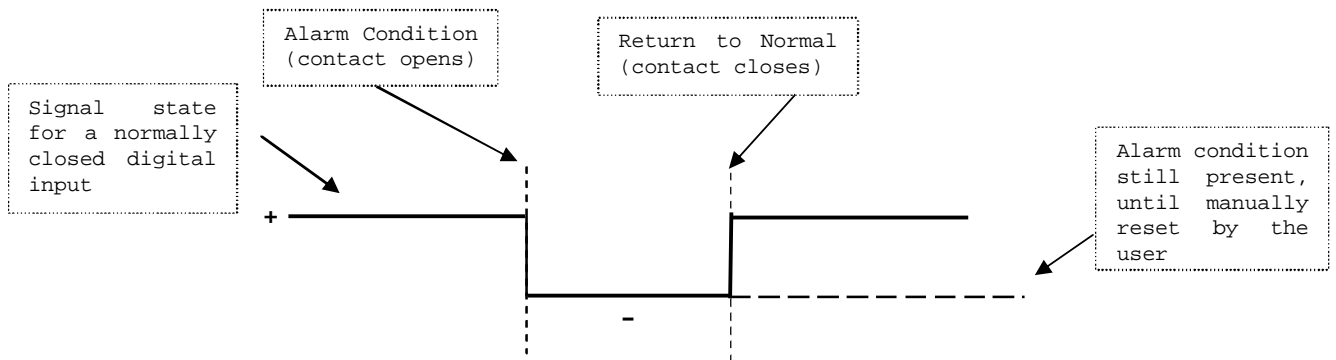 Alarm Condition
(contact opens)
Return to Normal
(contact closes)
Signal state
for a normally
closed digital
input
Alarm condition
still present,
until manually
reset by the
user
+
-